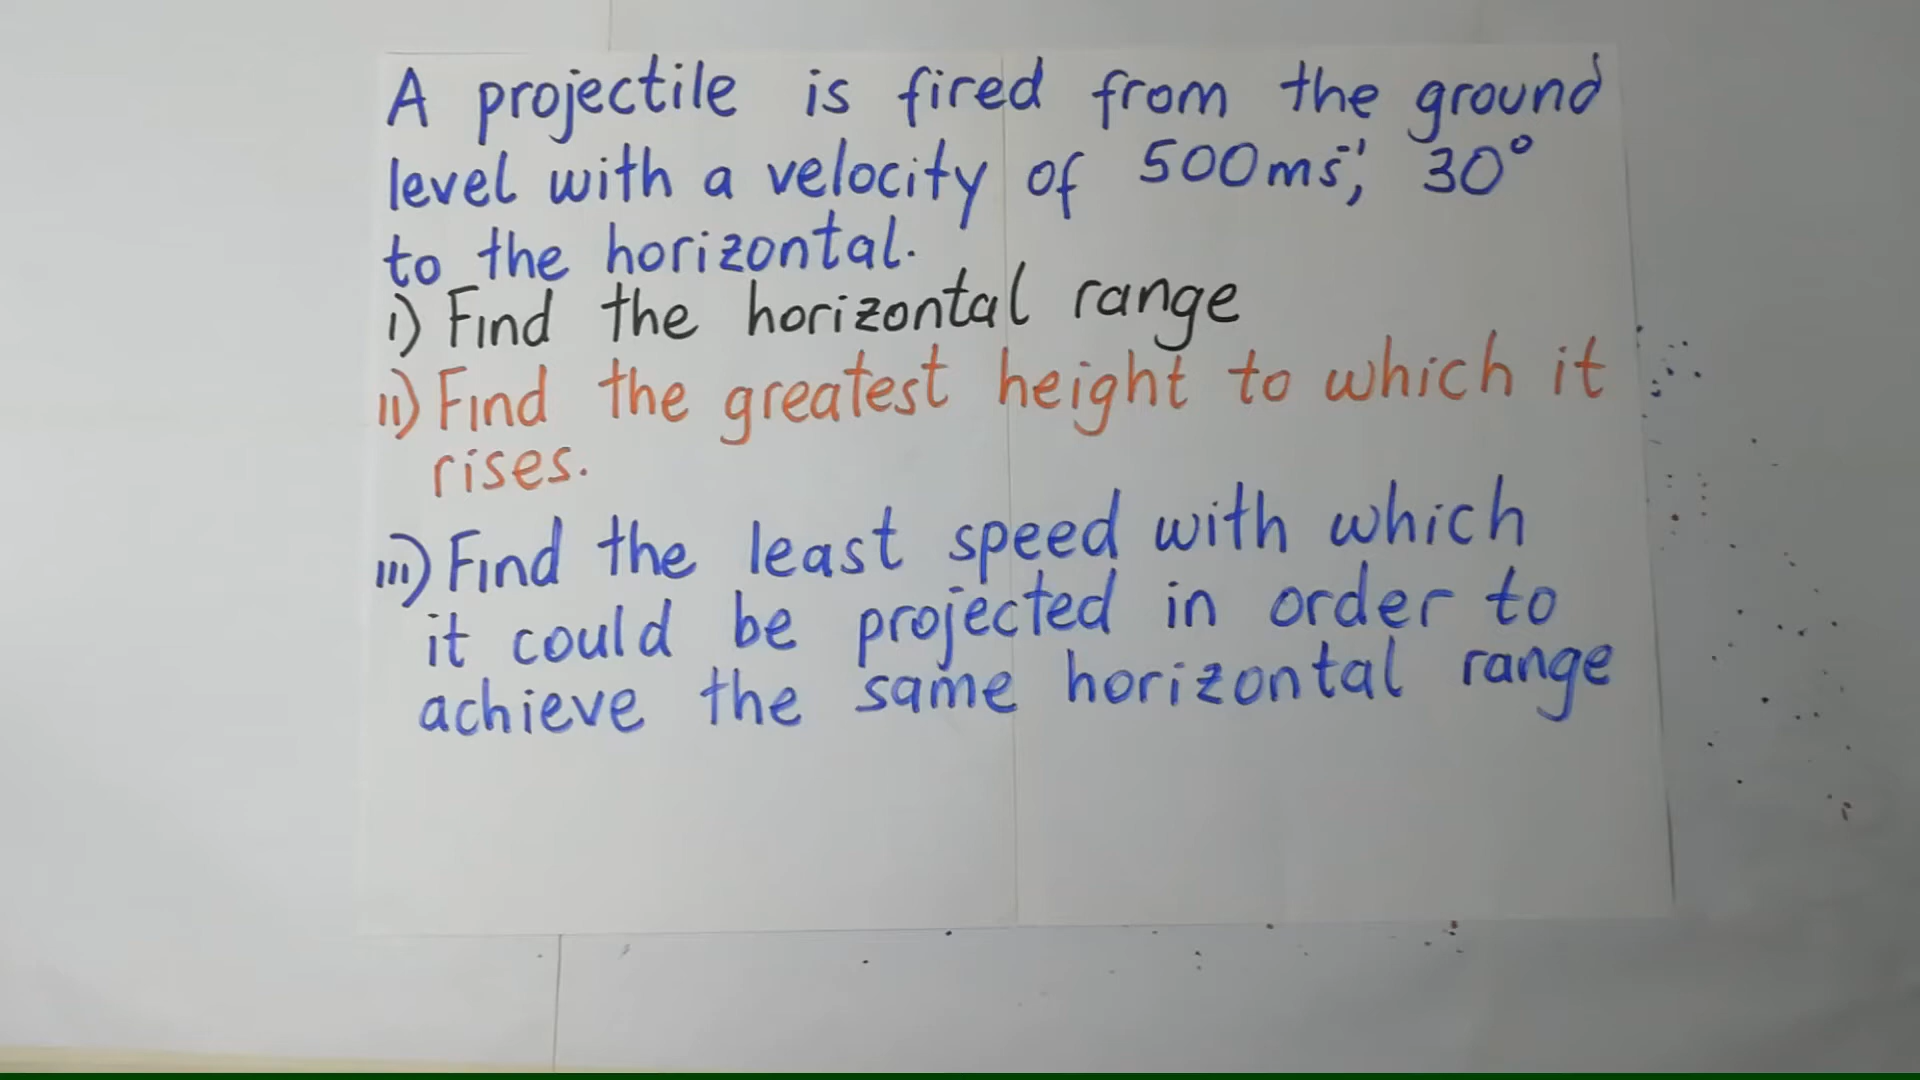 A projectile is fired from the ground
level with a velocity of 500ms⁻¹, 30°
to the horizontal.
i) Find the horizontal range
ii) Find the greatest height to which it
rises.
iii) Find the least speed with which
it could be projected in order to
achieve the same horizontal range